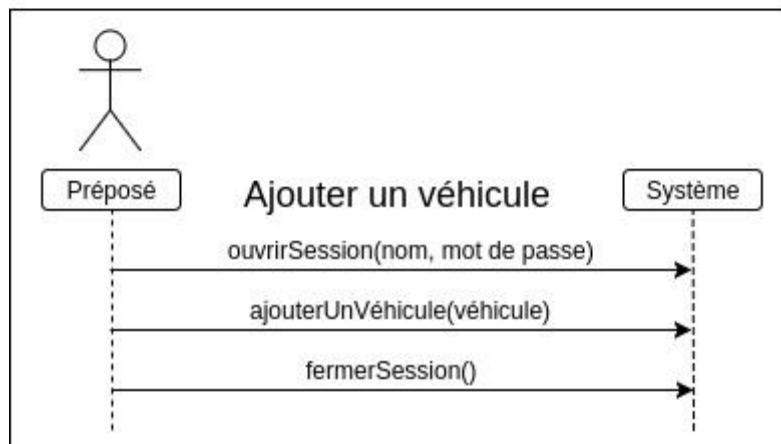 Préposé
Ajouter un véhicule
Système
ouvrirSession(nom, mot de passe)
ajouterUnVéhicule(véhicule)
fermerSession()